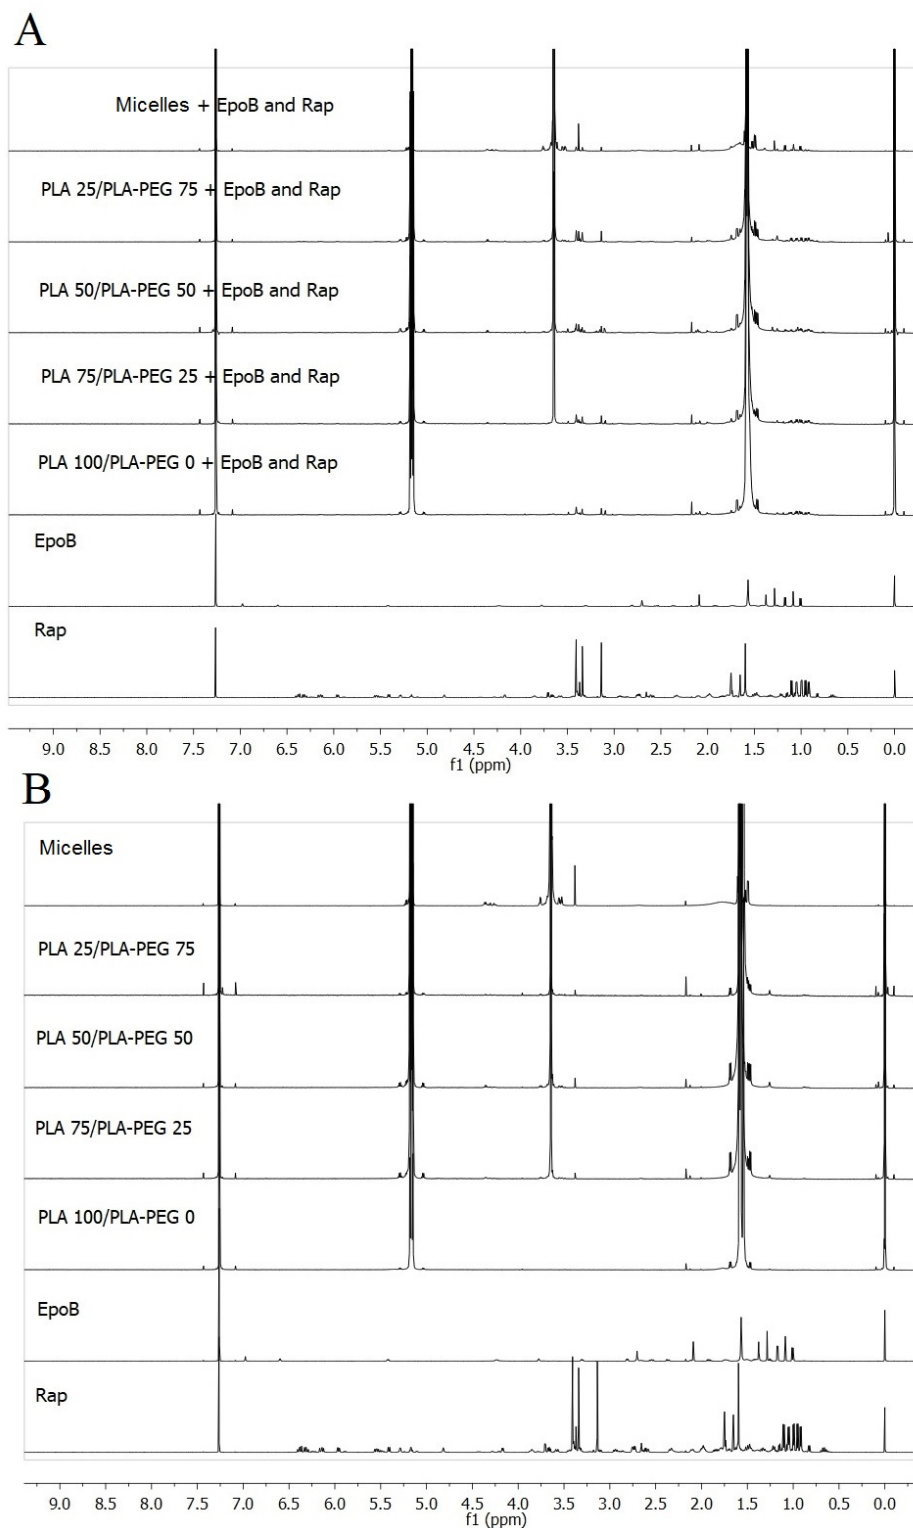 A
Micelles + EpoB and Rap
PLA 25/PLA-PEG 75 + EpoB and Rap
PLA 50/PLA-PEG 50 + EpoB and Rap
PLA 75/PLA-PEG 25 + EpoB and Rap
PLA 100/PLA-PEG 0 + EpoB and Rap
EpoB
Rap
9.0 8.5 8.0 7.5 7.0 6.5 6.0 5.5 5.0 4.5 4.0 3.5 3.0 2.5 2.0 1.5 1.0 0.5 0.0
f1 (ppm)
B
Micelles
PLA 25/PLA-PEG 75
PLA 50/PLA-PEG 50
PLA 75/PLA-PEG 25
PLA 100/PLA-PEG 0
EpoB
Rap
9.0 8.5 8.0 7.5 7.0 6.5 6.0 5.5 5.0 4.5 4.0 3.5 3.0 2.5 2.0 1.5 1.0 0.5 0.0
f1 (ppm)